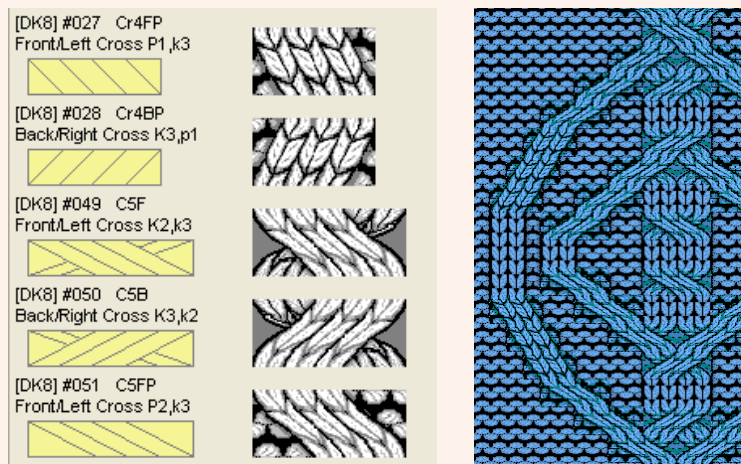 [DK8] #027 Cr4FP
Front/Left Cross P1,k3
[DK8] #028 Cr4BP
Back/Right Cross K3,p1
[DK8] #049 C5F
Front/Left Cross K2,k3
[DK8] #050 C5B
Back/Right Cross K3,k2
[DK8] #051 C5FP
Front/Left Cross P2,k3